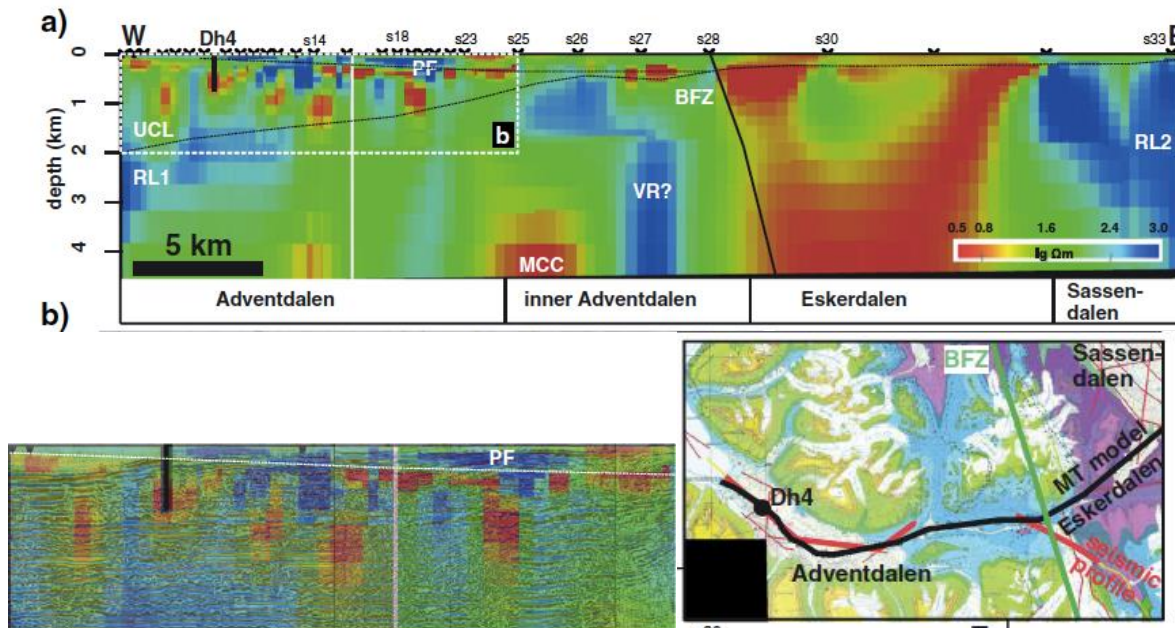 a)
W
Dh4
s14
s18
s23
s25
s26
s27
s28
s30
s33
E
0
1
2
3
4
depth (km)
PF
BFZ
UCL
b
RL1
RL2
VR?
MCC
5 km
0.5 0.8 1.6 2.4 3.0
lg Ωm
Adventdalen
inner Adventdalen
Eskerdalen
Sassen-
dalen
b)
PF
BFZ
Sassen-
dalen
MT model
Eskerdalen
Dh4
Adventdalen
seismic
profile